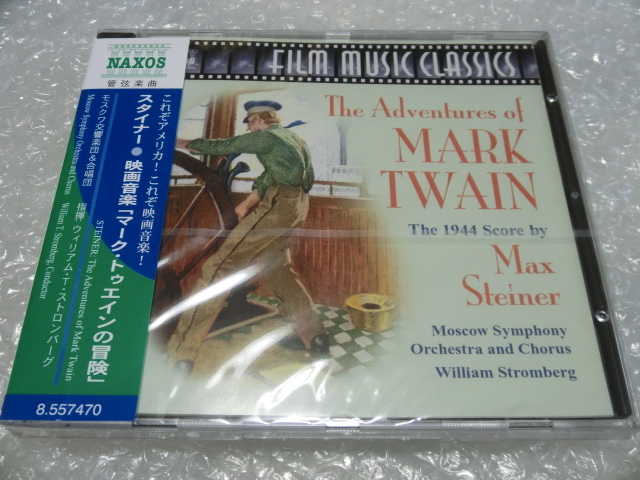 NAXOS
管弦楽曲
これぞアメリカ！これぞ映画音楽！
スタイナー●映画音楽「マーク・トゥエインの冒険」
STEINER: The Adventures of Mark Twain
モスクワ交響楽団&合唱団
Moscow Symphony Orchestra and Chorus
指揮 ウィリアム・T・ストロンバーグ
William T. Stromberg, Conductor
8.557470
FILM MUSIC CLASSICS
The Adventures of
MARK
TWAIN
The 1944 Score by
Max
Steiner
Moscow Symphony
Orchestra and Chorus
William Stromberg